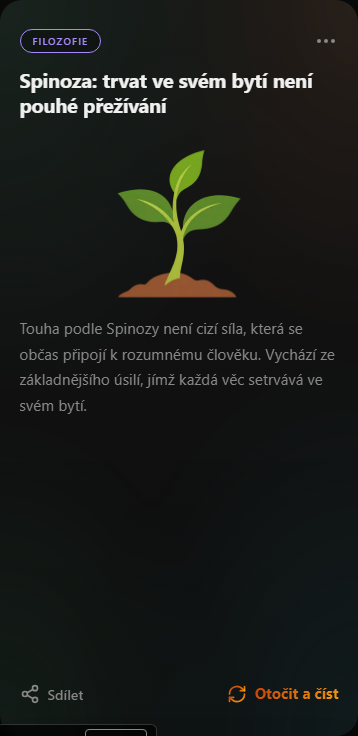 FILOZOFIE
Spinoza: trvat ve svém bytí není
pouhé přežívání
Touha podle Spinozy není cizí síla, která se
občas připojí k rozumnému člověku. Vychází ze
základnějšího úsilí, jímž každá věc setrvává ve
svém bytí.
Sdílet
Otočit a číst